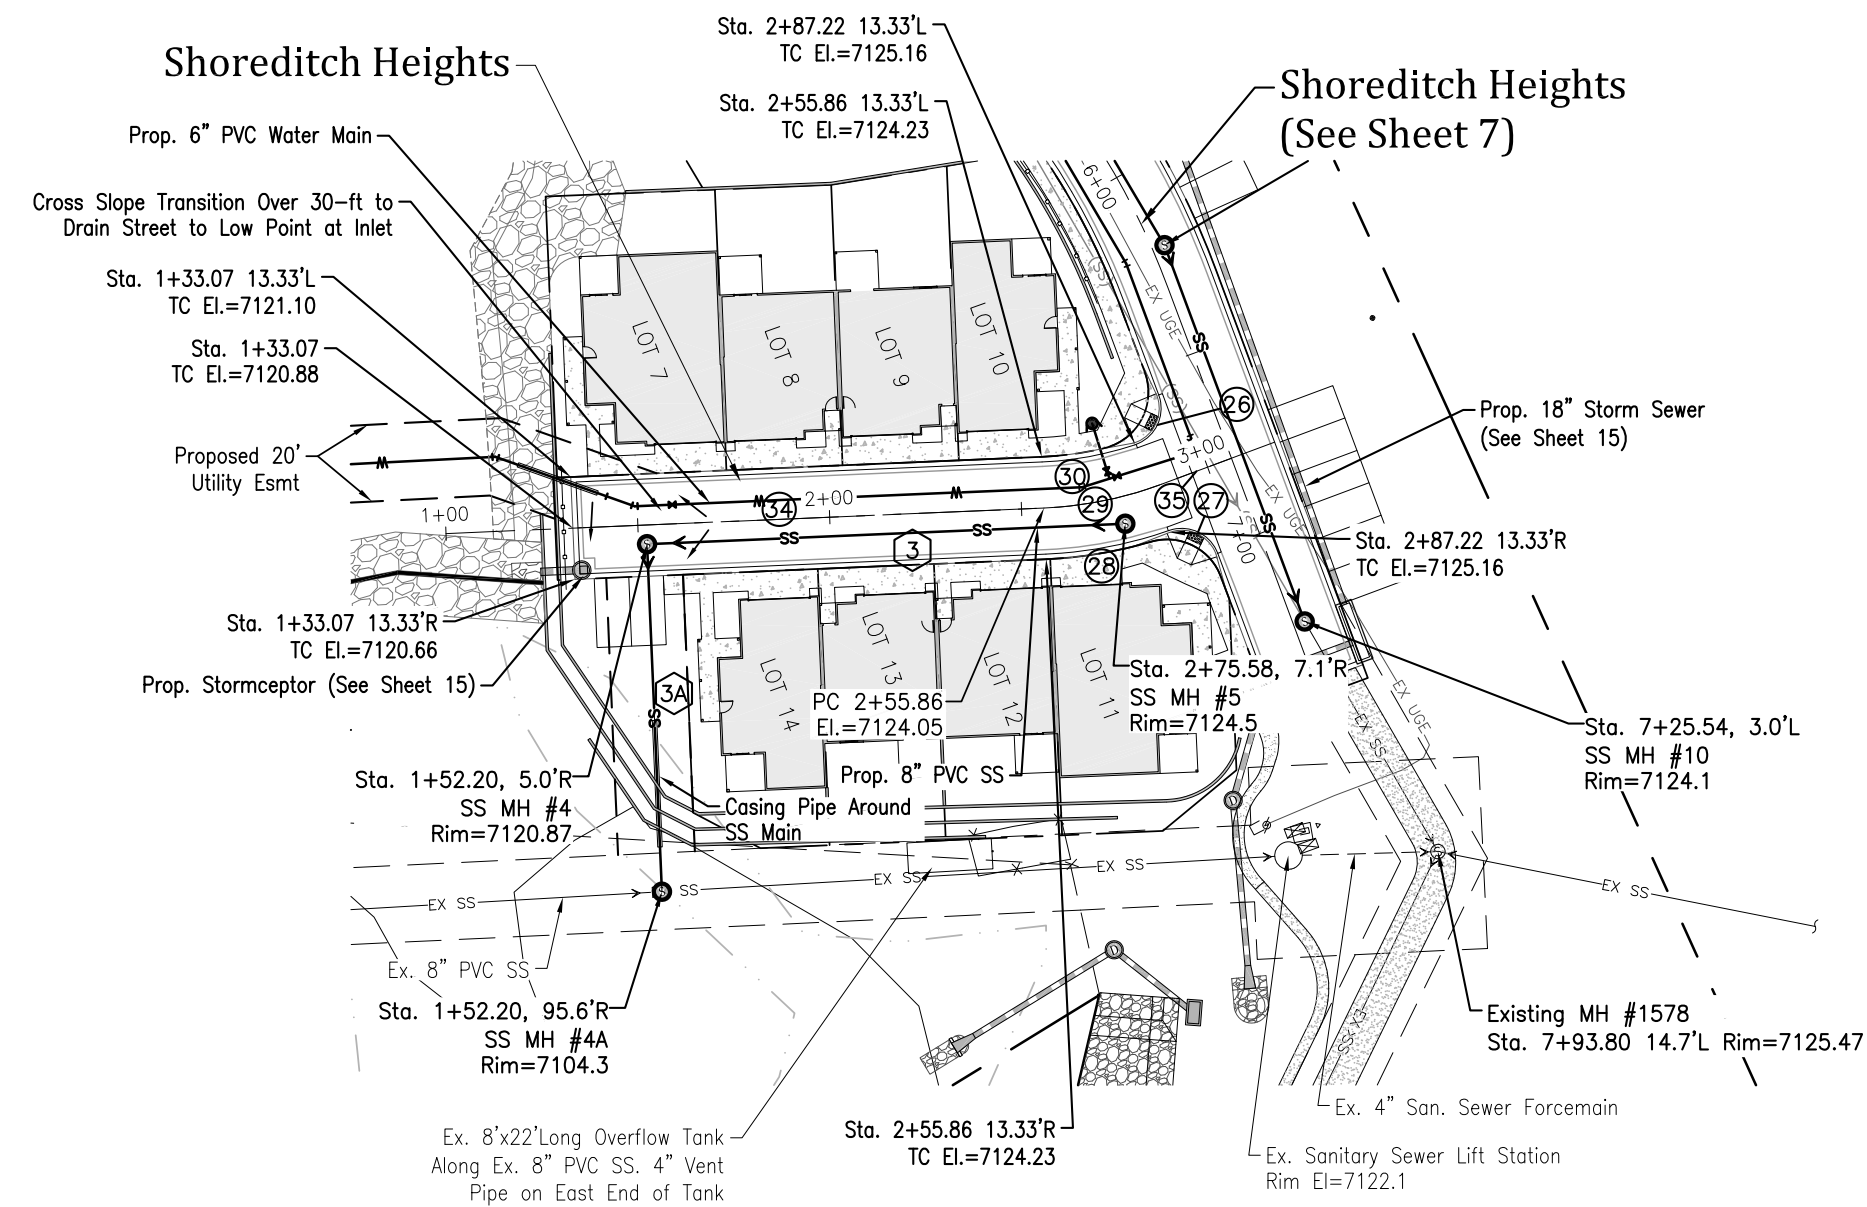 Sta. 2+87.22 13.33'L
TC El.=7125.16
Shoreditch Heights
Shoreditch Heights
(See Sheet 7)
Sta. 2+55.86 13.33'L
TC El.=7124.23
Prop. 6" PVC Water Main
Cross Slope Transition Over 30-ft to
Drain Street to Low Point at Inlet
6+00
(SS)
EX UGE
Sta. 1+33.07 13.33'L
TC El.=7121.10
Sta. 1+33.07
TC El.=7120.88
LOT 7
LOT 8
LOT 9
LOT 10
SS
(SS)
26
Prop. 18" Storm Sewer
(See Sheet 15)
Proposed 20'
Utility Esmt
W
1+00
W
2+00
W
34
30
29
35
27
3+00
EX UGE
SS
7+00
SS
SS
3
28
S
S
S
S
Sta. 2+87.22 13.33'R
TC El.=7125.16
Sta. 1+33.07 13.33'R
TC El.=7120.66
Prop. Stormceptor (See Sheet 15)
3A
SS
LOT 14
LOT 13
LOT 12
LOT 11
PC 2+55.86
El.=7124.05
Sta. 2+75.58, 7.1'R
SS MH #5
Rim=7124.5
EX UGE
EX SS
Sta. 7+25.54, 3.0'L
SS MH #10
Rim=7124.1
Prop. 8" PVC SS
Sta. 1+52.20, 5.0'R
SS MH #4
Rim=7120.87
Casing Pipe Around
SS Main
D
EX SS
EX SS
EX SS
SS
S
EX SS
S
Ex. 8" PVC SS
D
Sta. 1+52.20, 95.6'R
SS MH #4A
Rim=7104.3
EX SS
Existing MH #1578
Sta. 7+93.80 14.7'L Rim=7125.47
Ex. 4" San. Sewer Forcemain
Ex. 8'x22'Long Overflow Tank
Along Ex. 8" PVC SS. 4" Vent
Pipe on East End of Tank
Sta. 2+55.86 13.33'R
TC El.=7124.23
Ex. Sanitary Sewer Lift Station
Rim El=7122.1